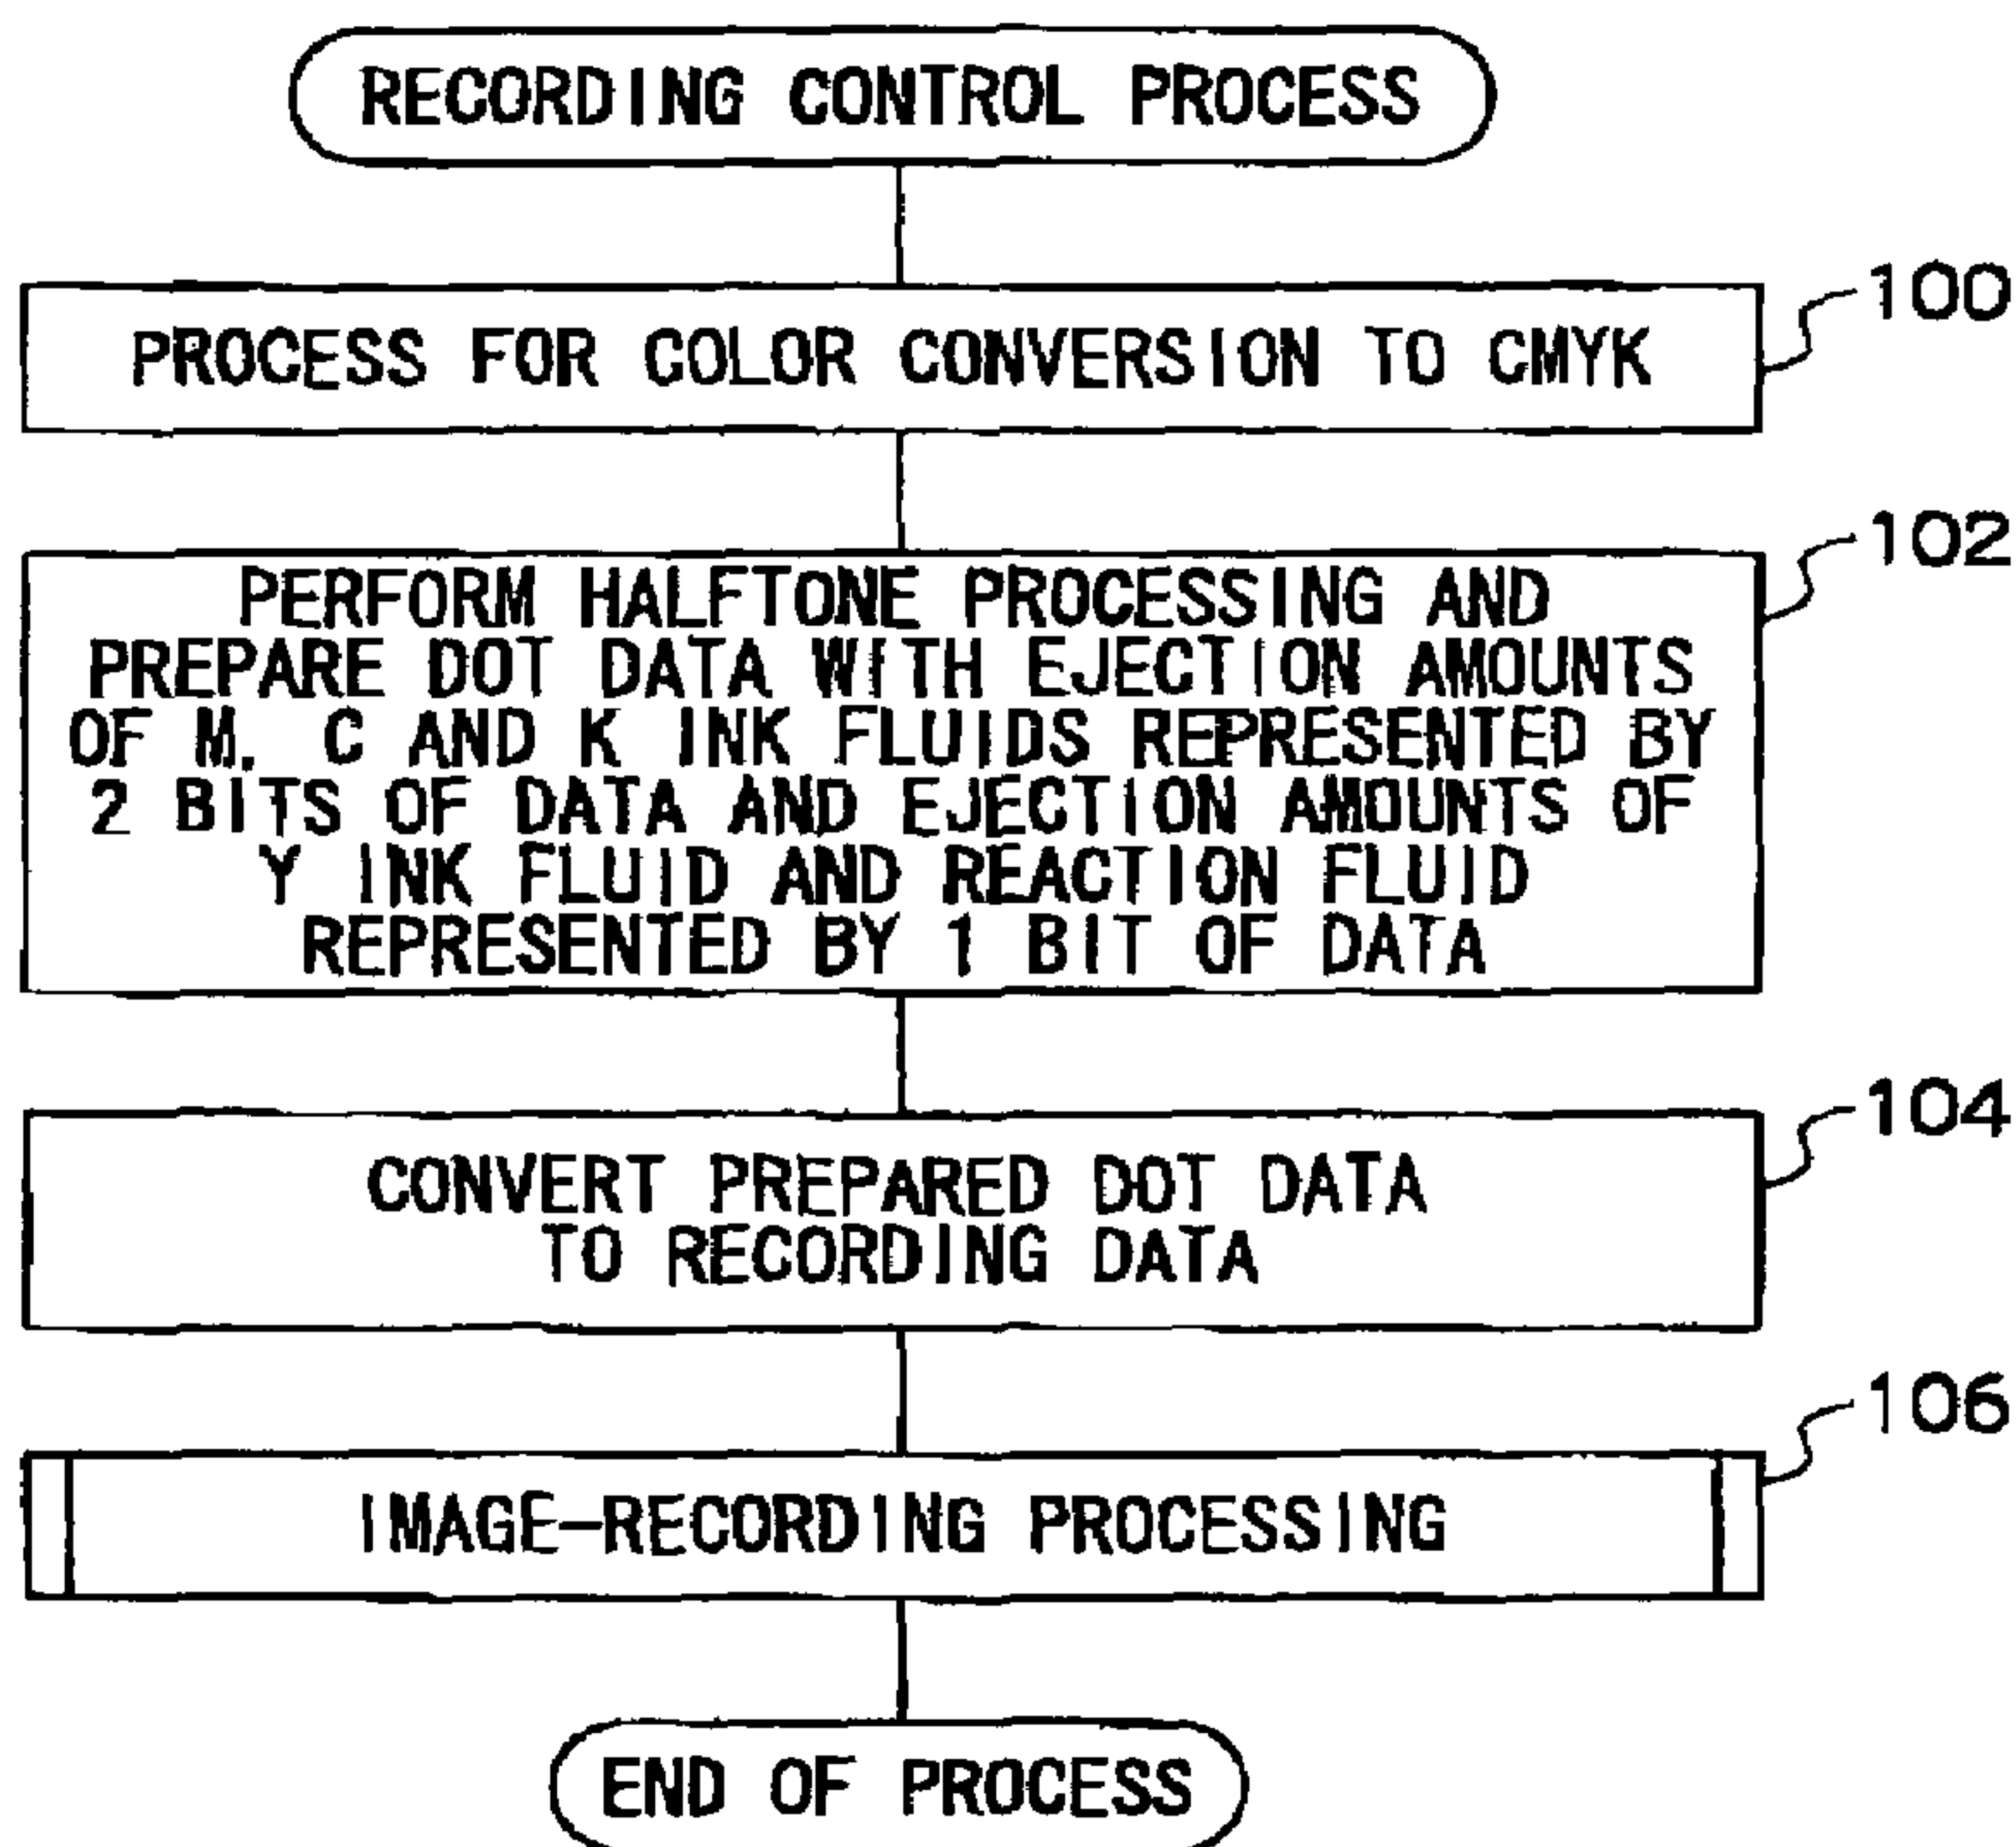 RECORDING CONTROL PROCESS
100
PROCESS FOR GOLOR CONVERSION TO CMYK
102
PERFORM HALFTONE PROCESSING AND
PREPARE DOT DATA WITH EJECTION AMOUNTS
OF M, C AND K INK FLUIDS REPRESENTED BY
2 BITS OF DATA AND EJECTION AMOUNTS OF
Y INK FLUID AND REACTION FLUID
REPRESENTED BY 1 BIT OF DATA
104
CONVERT PREPARED DOT DATA
TO RECORDING DATA
106
IMAGE-RECORDING PROCESSING
END OF PROCESS